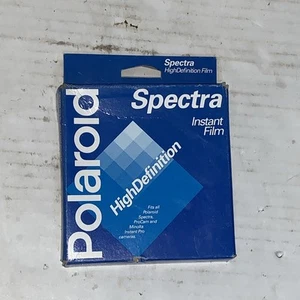 Spectra
HighDefinition Film
Polaroid
Spectra
Instant
Film
HighDefinition
Fits all
Polaroid
Spectra,
ProCam and
Minolta
Instant Pro
cameras.